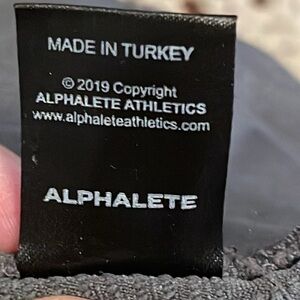 MADE IN TURKEY
© 2019 Copyright
ALPHALETE ATHLETICS
www.alphaleteathletics.com
ALPHALETE